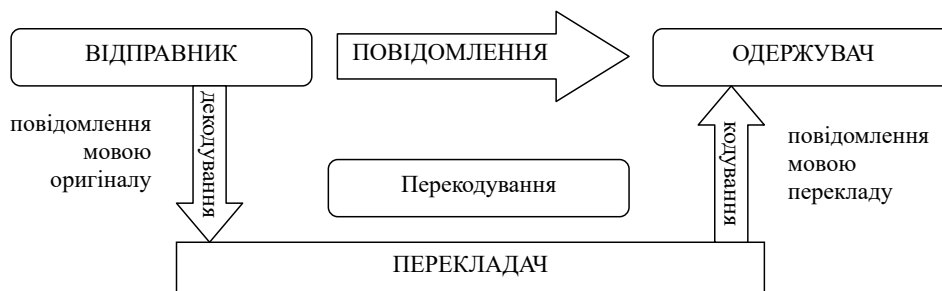 ВІДПРАВНИК
ПОВІДОМЛЕННЯ
ОДЕРЖУВАЧ
повідомлення
мовою
оригіналу
декодування
Перекодування
кодування
повідомлення
мовою
перекладу
ПЕРЕКЛАДАЧ